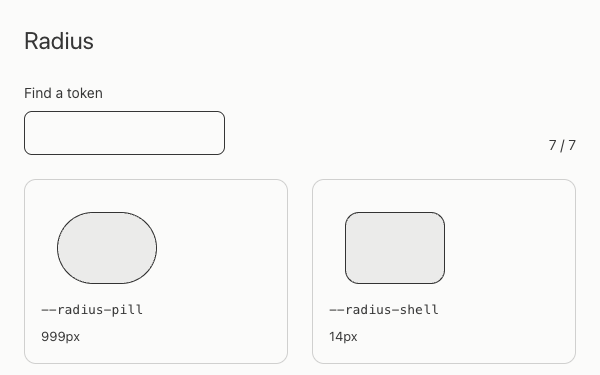 Radius
Find a token
7 / 7
--radius-pill
999px
--radius-shell
14px